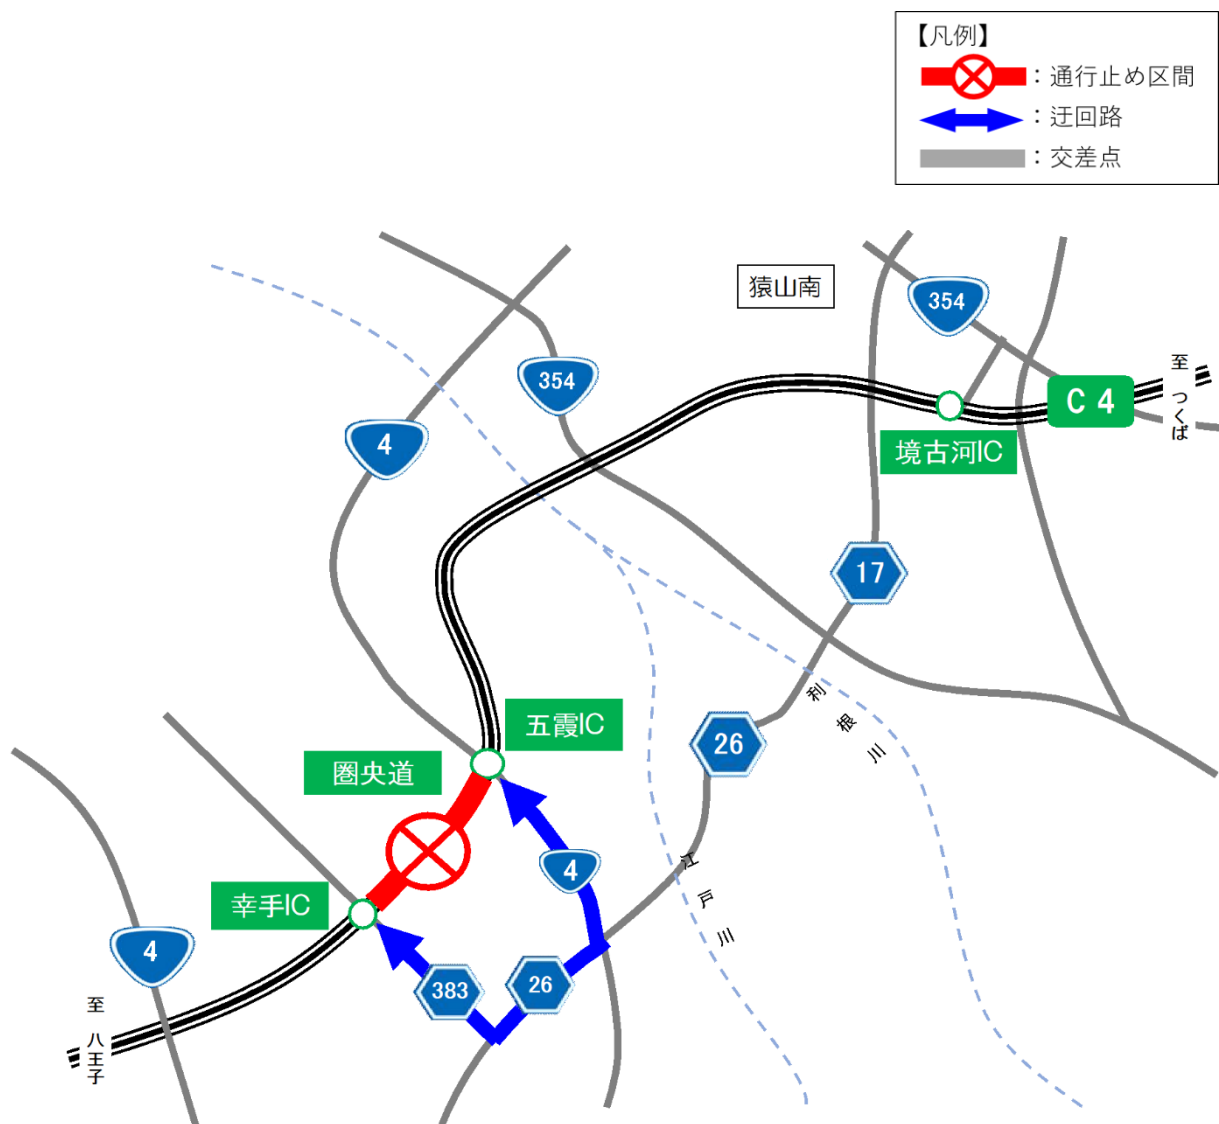 【凡例】
：通行止め区間
：迂回路
：交差点
猿山南
354
354
至 つくば
C 4
4
境古河IC
17
利根川
五霞IC
26
圏央道
江戸川
4
幸手IC
4
383
26
至 八王子